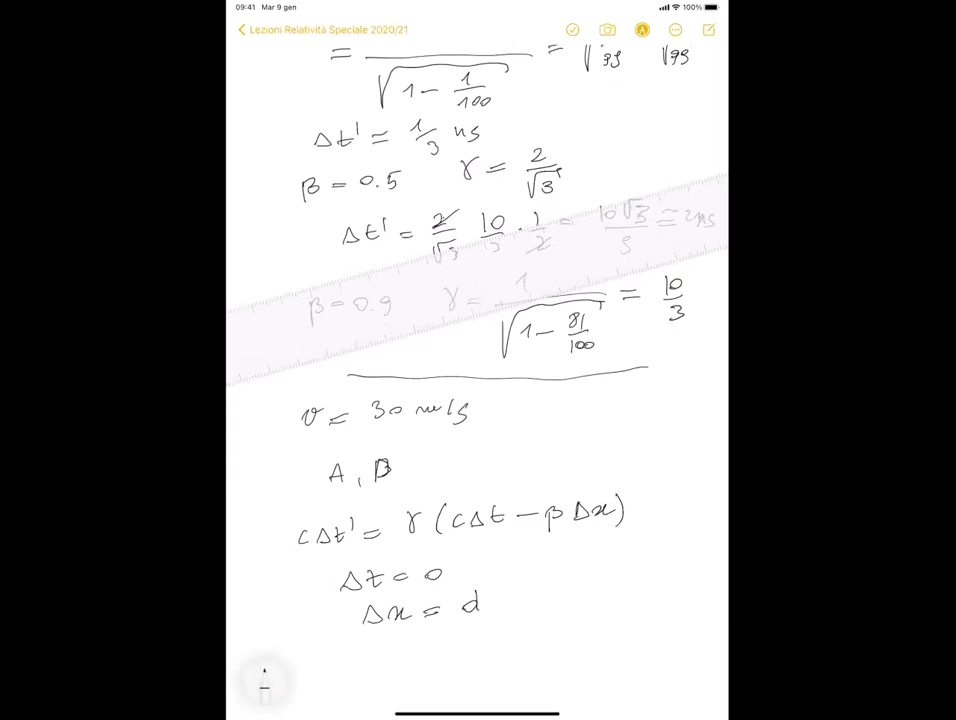 09:41 Mar 9 gen 100%
Lezioni Relatività Speciale 2020/21
= 1 - 1/100 = √99 √99
Δt' = 1/3 ns
β = 0.5 γ = 2/√3
Δt' = 2/√3 10/3 · 1/2 = 10√3/9 ≅ 2ns
β = 0.9 γ = 1/√(1 - 81/100) = 10/3
v = 30 m/s
A, B
cΔt' = γ (cΔt - βΔx)
Δt = 0
Δx = d